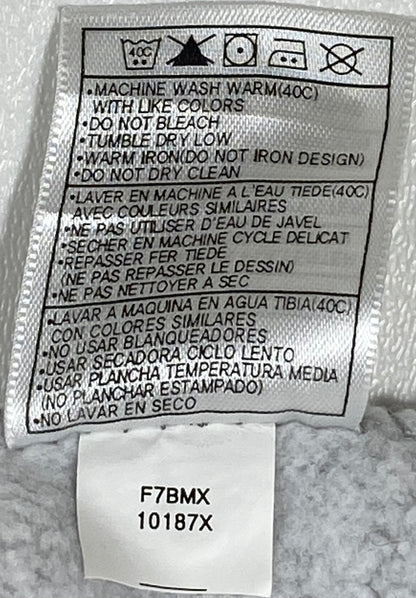 40C
•MACHINE WASH WARM(40C)
WITH LIKE COLORS
•DO NOT BLEACH
•TUMBLE DRY LOW
•WARM IRON(DO NOT IRON DESIGN)
•DO NOT DRY CLEAN
•LAVER EN MACHINE A L'EAU TIEDE(40C)
AVEC COULEURS SIMILAIRES
•NE PAS UTILISER D'EAU DE JAVEL
•SECHER EN MACHINE CYCLE DELICAT
•REPASSER FER TIEDE
(NE PAS REPASSER LE DESSIN)
•NE PAS NETTOYER A SEC
•LAVAR A MAQUINA EN AGUA TIBIA(40C)
CON COLORES SIMILARES
•NO USAR BLANQUEADORES
•USAR SECADORA CICLO LENTO
•USAR PLANCHA TEMPERATURA MEDIA
(NO PLANCHAR ESTAMPADO)
•NO LAVAR EN SECO
F7BMX
10187X